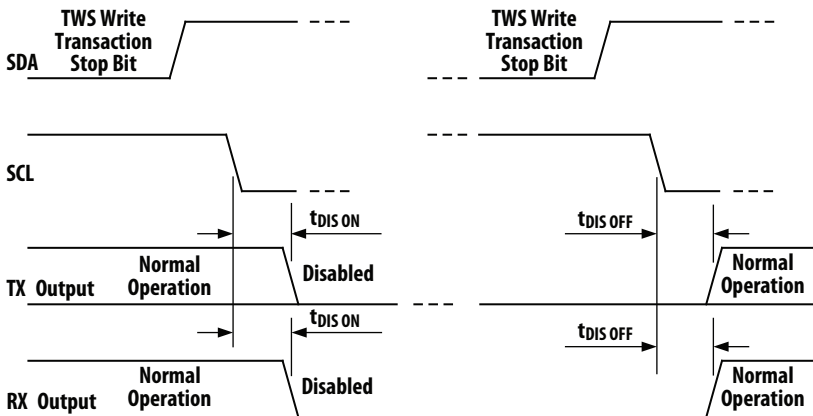 TWS Write
Transaction
Stop Bit
TWS Write
Transaction
Stop Bit
SDA
SCL
tDIS ON
tDIS OFF
Normal
Operation
Disabled
Normal
Operation
TX Output
tDIS ON
tDIS OFF
Normal
Operation
Disabled
Normal
Operation
RX Output